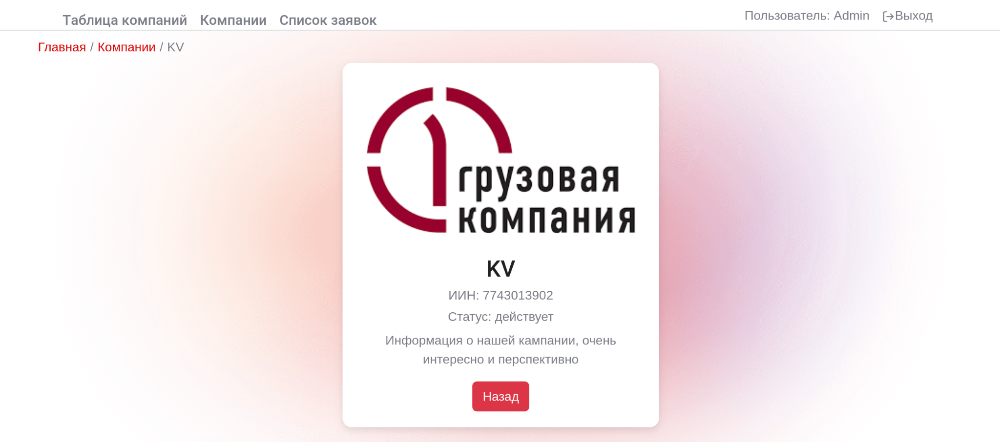 Таблица компаний Компании Список заявок Пользователь: Admin Выход
Главная / Компании / KV
грузовая
компания
KV
ИИН: 7743013902
Статус: действует
Информация о нашей кампании, очень
интересно и перспективно
Назад